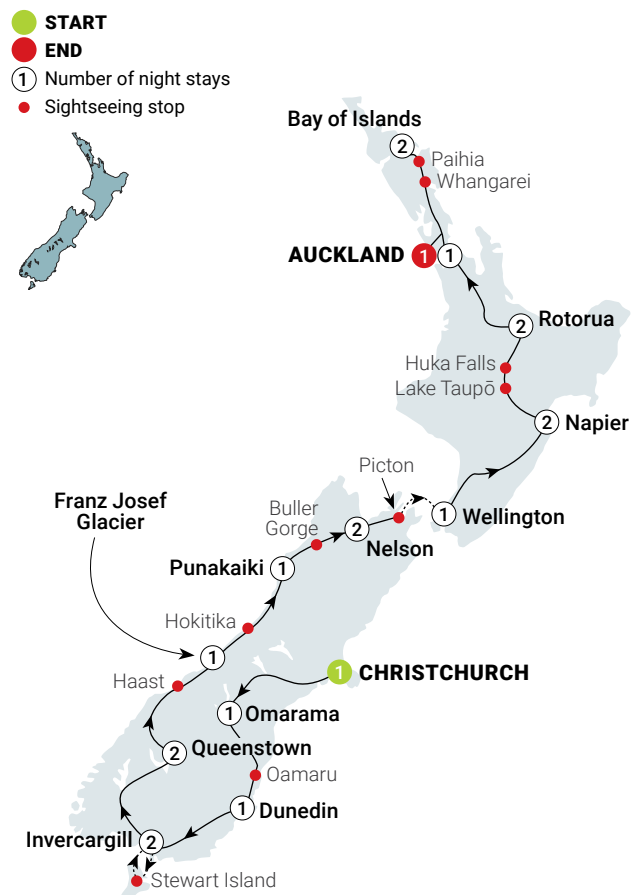 START
END
1 Number of night stays
Sightseeing stop
Bay of Islands
2
Paihia
Whangarei
AUCKLAND 1 1
2 Rotorua
Huka Falls
Lake Taupō
2 Napier
Picton
1 Wellington
Buller
Gorge
2
Nelson
Franz Josef
Glacier
Punakaiki 1
Hokitika
1
Haast
1 CHRISTCHURCH
1 Omarama
Queenstown
2
Oamaru
1 Dunedin
Invercargill 2
Stewart Island